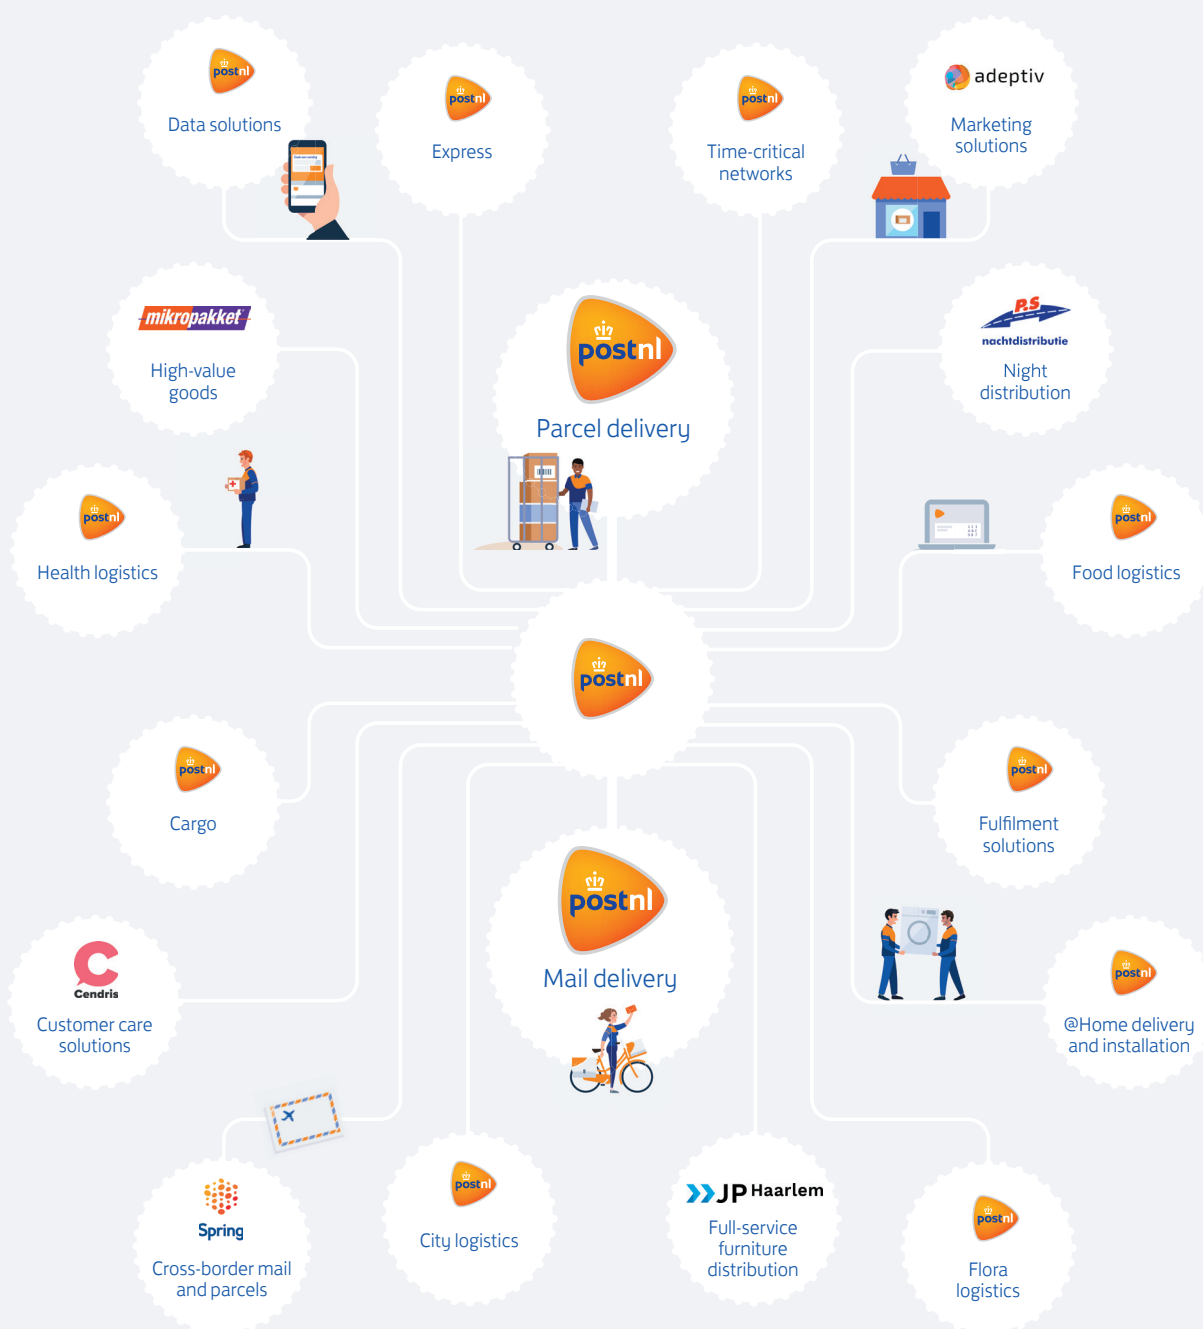 postnl
Data solutions
postnl
Express
postnl
Time-critical
networks
adeptiv
Marketing
solutions
mikropakket
High-value
goods
postnl
Parcel delivery
P.S
nachtdistributie
Night
distribution
postnl
Health logistics
postnl
Food logistics
postnl
postnl
Cargo
postnl
Fulfilment
solutions
postnl
Mail delivery
Cendris
Customer care
solutions
postnl
@Home delivery
and installation
Spring
Cross-border mail
and parcels
postnl
City logistics
JP Haarlem
Full-service
furniture
distribution
postnl
Flora
logistics